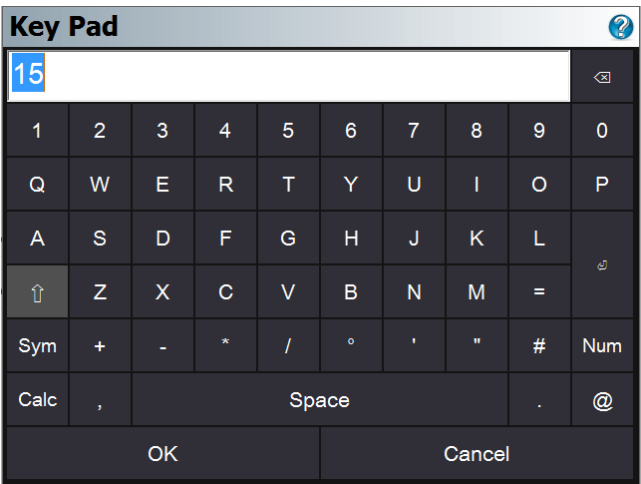 Key Pad
15
1 2 3 4 5 6 7 8 9 0
Q W E R T Y U I O P
A S D F G H J K L
Z X C V B N M =
Sym + - * / ° ' " # Num
Calc , Space . @
OK Cancel